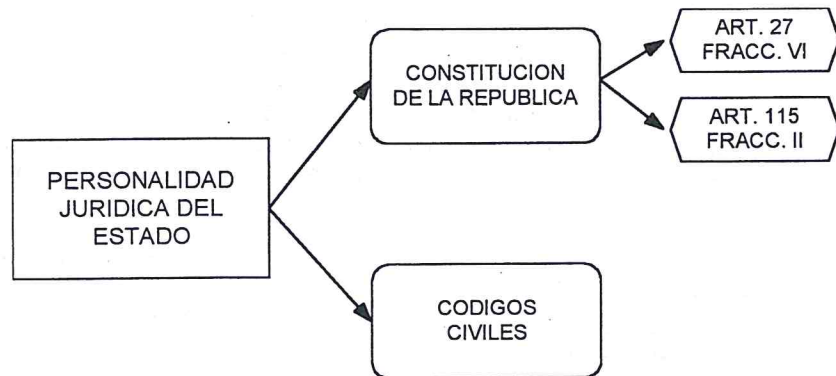 PERSONALIDAD
JURIDICA DEL
ESTADO
CONSTITUCION
DE LA REPUBLICA
ART. 27
FRACC. VI
ART. 115
FRACC. II
CODIGOS
CIVILES